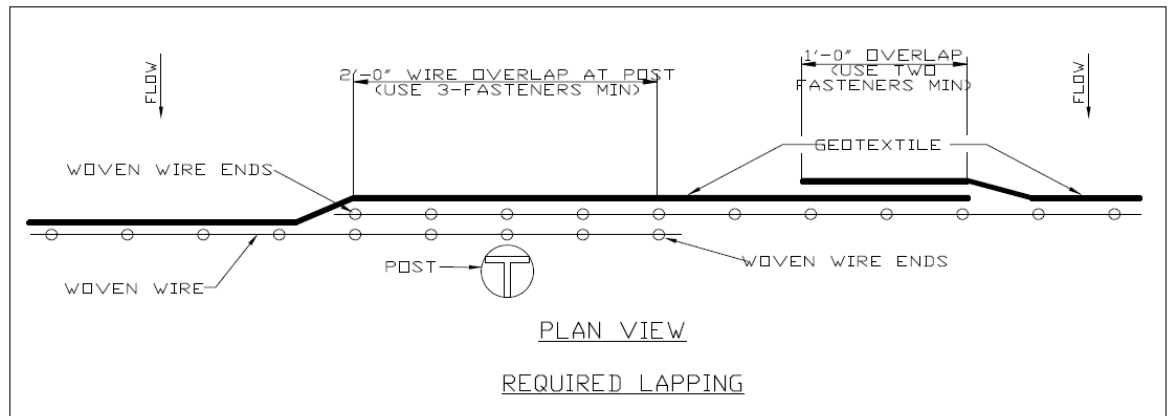 FLOW
2'-0" WIRE OVERLAP AT POST
(USE 3-FASTENERS MIN)
1'-0" OVERLAP
(USE TWO
FASTENERS MIN)
FLOW
WOVEN WIRE ENDS
GEOTEXTILE
POST
WOVEN WIRE ENDS
WOVEN WIRE
PLAN VIEW
REQUIRED LAPPING